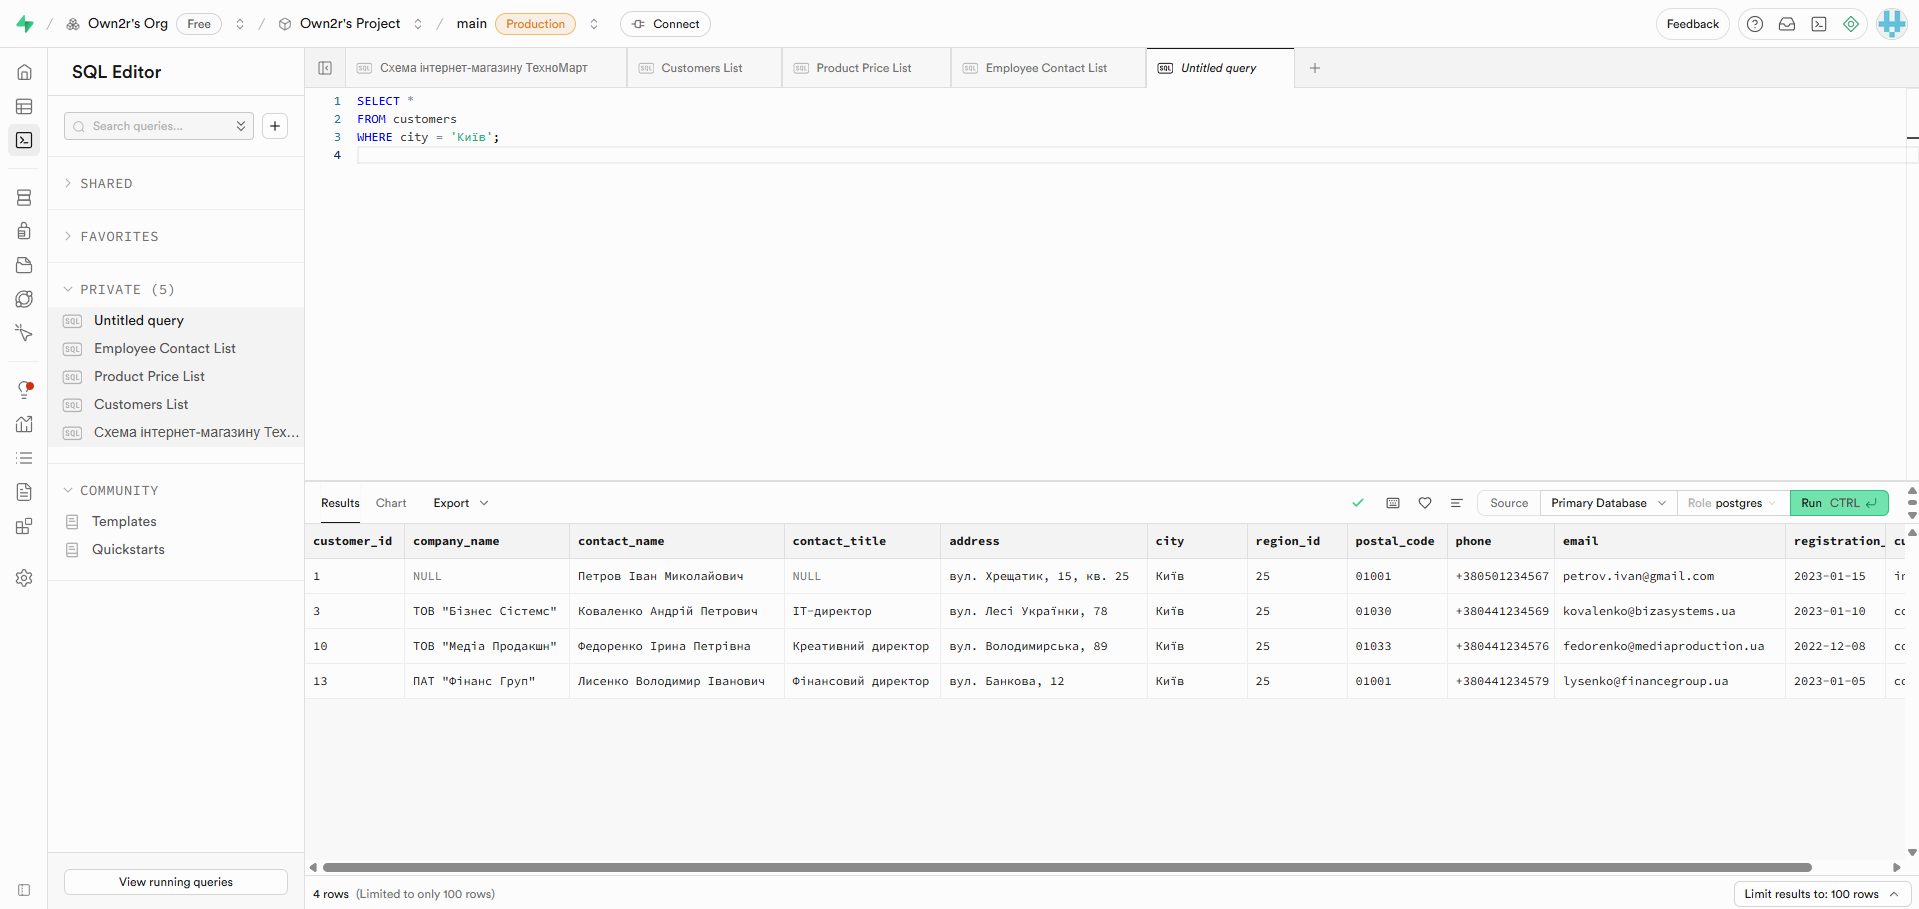 Own2r's Org Free Own2r's Project main Production Connect Feedback
SQL Editor
Схема інтернет-магазину ТехноМарт Customers List Product Price List Employee Contact List Untitled query
Search queries...
SHARED
FAVORITES
PRIVATE (5)
Untitled query
Employee Contact List
Product Price List
Customers List
Схема інтернет-магазину Тех...
COMMUNITY
Templates
Quickstarts
View running queries
1 SELECT *
2 FROM customers
3 WHERE city = 'Київ';
4
Results Chart Export Source Primary Database Role postgres Run CTRL
customer_id company_name contact_name contact_title address city region_id postal_code phone email registration_ cu
1 NULL Петров Іван Миколайович NULL вул. Хрещатик, 15, кв. 25 Київ 25 01001 +380501234567 petrov.ivan@gmail.com 2023-01-15 in
3 ТОВ "Бізнес Сістемс" Коваленко Андрій Петрович IT-директор вул. Лесі Українки, 78 Київ 25 01030 +380441234569 kovalenko@bizasystems.ua 2023-01-10 co
10 ТОВ "Медіа Продакшн" Федоренко Ірина Петрівна Креативний директор вул. Володимирська, 89 Київ 25 01033 +380441234576 fedorenko@mediaproduction.ua 2022-12-08 co
13 ПАТ "Фінанс Груп" Лисенко Володимир Іванович Фінансовий директор вул. Банкова, 12 Київ 25 01001 +380441234579 lysenko@financegroup.ua 2023-01-05 co
4 rows (Limited to only 100 rows) Limit results to: 100 rows